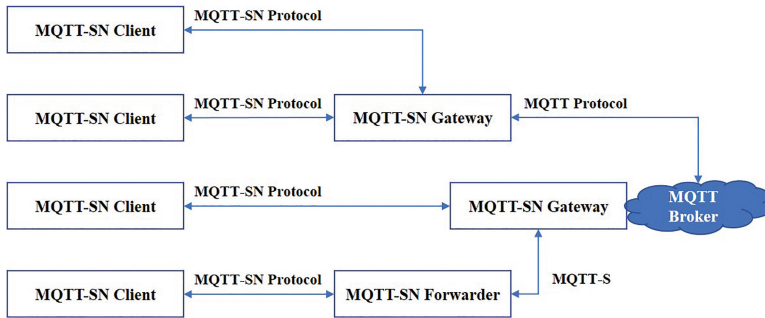 MQTT-SN Protocol
MQTT-SN Client
MQTT-SN Protocol
MQTT Protocol
MQTT-SN Client
MQTT-SN Gateway
MQTT-SN Protocol
MQTT-SN Client
MQTT-SN Gateway
MQTT
Broker
MQTT-SN Protocol
MQTT-S
MQTT-SN Client
MQTT-SN Forwarder